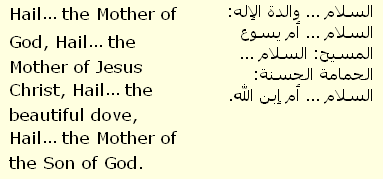 Hail... the Mother of
God, Hail... the
Mother of Jesus
Christ, Hail... the
beautiful dove,
Hail... the Mother of
the Son of God.
السلام ... والدة الإله:
السلام ... أم يسوع
المسيح: السلام ...
الحمامة الحسنة:
السلام ... أم إبن الله.